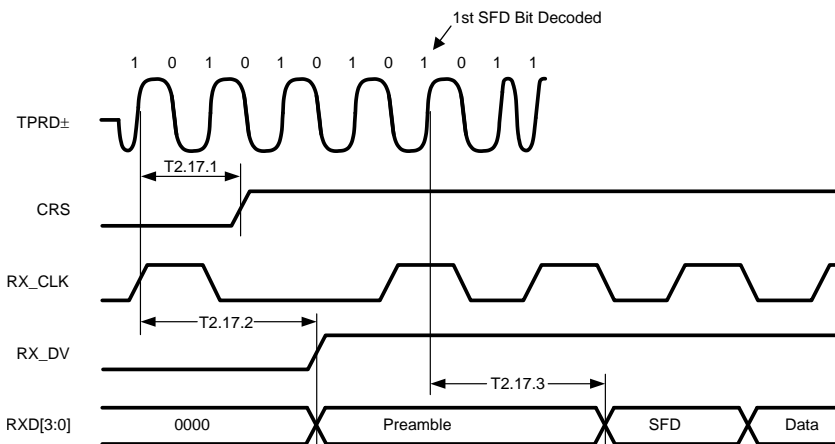 1st SFD Bit Decoded
1 0 1 0 1 0 1 0 1 0 1 1
TPRD±
T2.17.1
CRS
RX_CLK
T2.17.2
RX_DV
T2.17.3
RXD[3:0] 0000 Preamble SFD Data